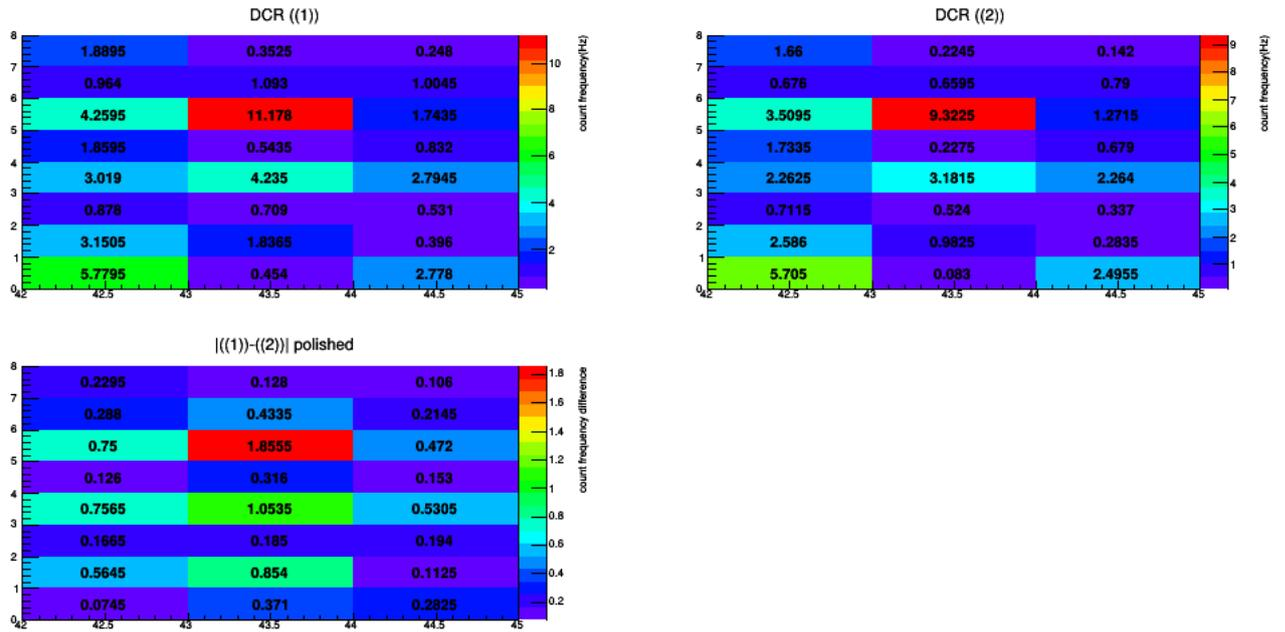 DCR ((1))
8
7
6
5
4
3
2
1
0
1.8895 0.3525 0.248
0.964 1.093 1.0045
4.2595 11.178 1.7435
1.8595 0.5435 0.832
3.019 4.235 2.7945
0.878 0.709 0.531
3.1505 1.8365 0.396
5.7795 0.454 2.778
42 42.5 43 43.5 44 44.5 45
10
8
6
4
2
count frequency(Hz)
DCR ((2))
8
7
6
5
4
3
2
1
0
1.66 0.2245 0.142
0.676 0.6595 0.79
3.5095 9.3225 1.2715
1.7335 0.2275 0.679
2.2625 3.1815 2.264
0.7115 0.524 0.337
2.586 0.9825 0.2835
5.705 0.083 2.4955
42 42.5 43 43.5 44 44.5 45
9
8
7
6
5
4
3
2
1
count frequency(Hz)
|((1))-((2))| polished
8
7
6
5
4
3
2
1
0
0.2295 0.128 0.106
0.288 0.4335 0.2145
0.75 1.8555 0.472
0.126 0.316 0.153
0.7565 1.0535 0.5305
0.1665 0.185 0.194
0.5645 0.854 0.1125
0.0745 0.371 0.2825
42 42.5 43 43.5 44 44.5 45
1.8
1.6
1.4
1.2
1
0.8
0.6
0.4
0.2
count frequency difference